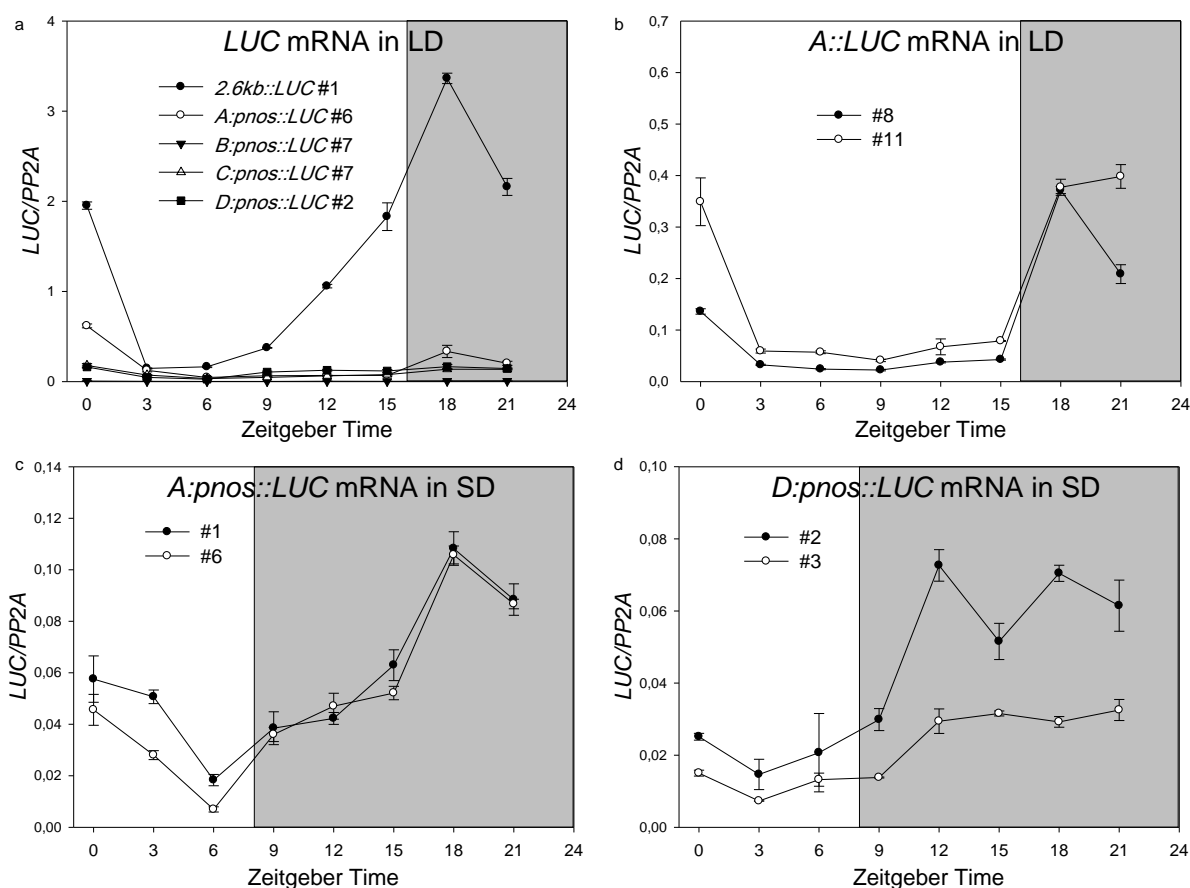 a
LUC mRNA in LD
2.6kb::LUC #1
A:pnos::LUC #6
B:pnos::LUC #7
C:pnos::LUC #7
D:pnos::LUC #2
LUC/PP2A
4
3
2
1
0
0 3 6 9 12 15 18 21 24
Zeitgeber Time
b
A::LUC mRNA in LD
#8
#11
LUC/PP2A
0,7
0,6
0,5
0,4
0,3
0,2
0,1
0,0
0 3 6 9 12 15 18 21 24
Zeitgeber Time
c
A:pnos::LUC mRNA in SD
#1
#6
LUC/PP2A
0,14
0,12
0,10
0,08
0,06
0,04
0,02
0,00
0 3 6 9 12 15 18 21 24
Zeitgeber Time
d
D:pnos::LUC mRNA in SD
#2
#3
LUC/PP2A
0,10
0,08
0,06
0,04
0,02
0,00
0 3 6 9 12 15 18 21 24
Zeitgeber Time